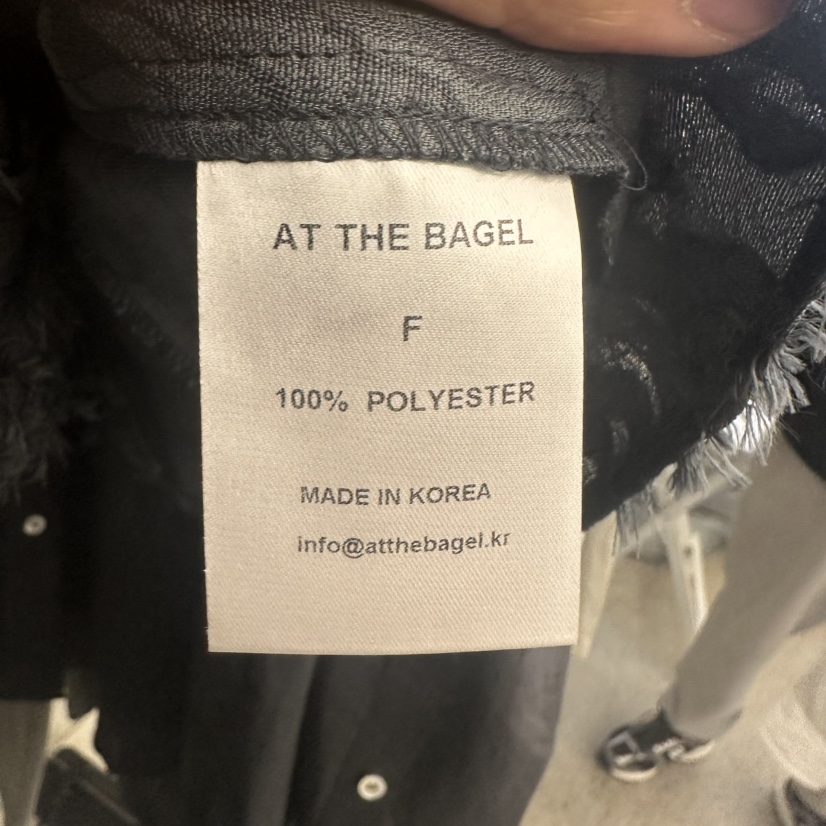 AT THE BAGEL
F
100% POLYESTER
MADE IN KOREA
info@atthebagel.kr